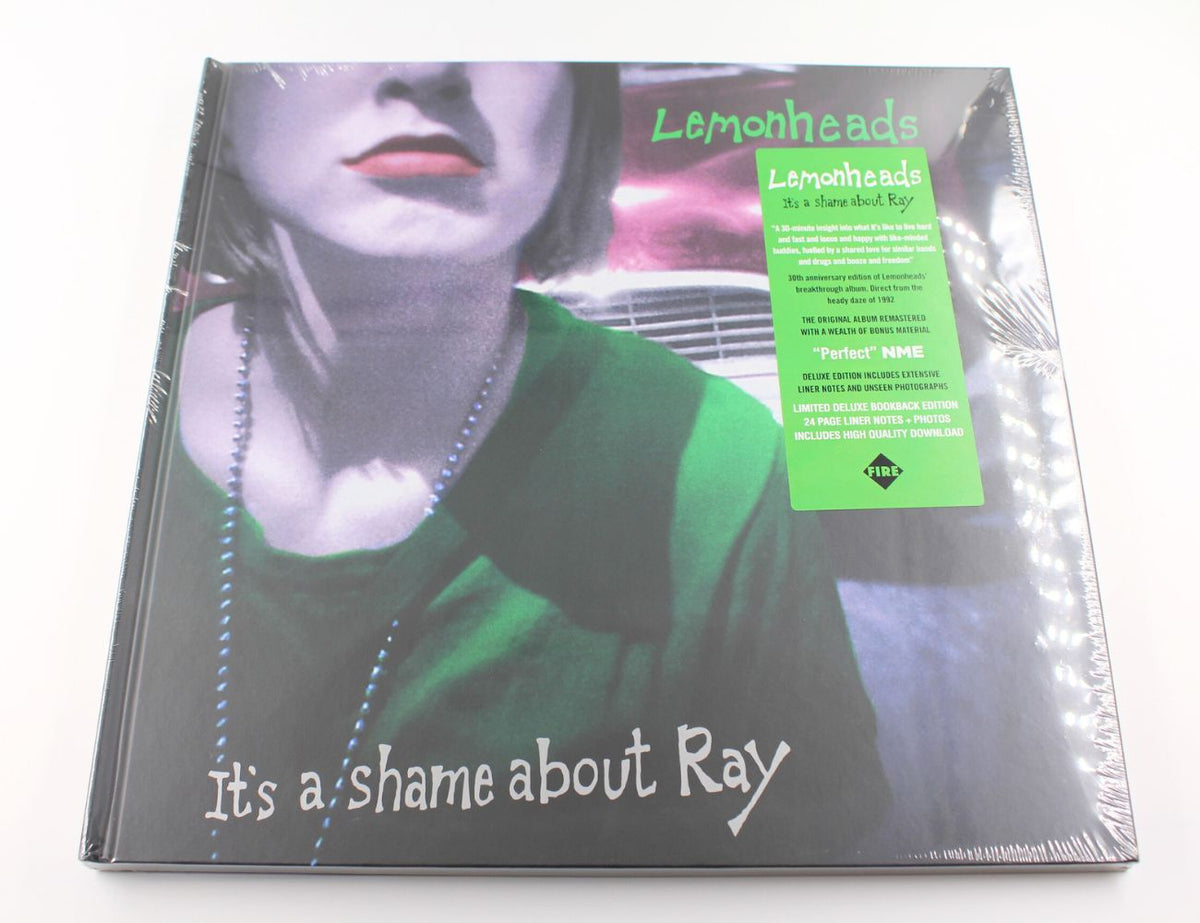 Lemonheads
Lemonheads
It's a shame about Ray
"A 30-minute insight into what it's like to live hard
and fast and loose and happy with like-minded
buddies, fuelled by a shared love for similar bands
and drugs and booze and freedom"
30th anniversary edition of Lemonheads'
breakthrough album. Direct from the
heady daze of 1992
THE ORIGINAL ALBUM REMASTERED
WITH A WEALTH OF BONUS MATERIAL
"Perfect" NME
DELUXE EDITION INCLUDES EXTENSIVE
LINER NOTES AND UNSEEN PHOTOGRAPHS
LIMITED DELUXE BOOKBACK EDITION
24 PAGE LINER NOTES + PHOTOS
INCLUDES HIGH QUALITY DOWNLOAD
FIRE
It's a shame about Ray